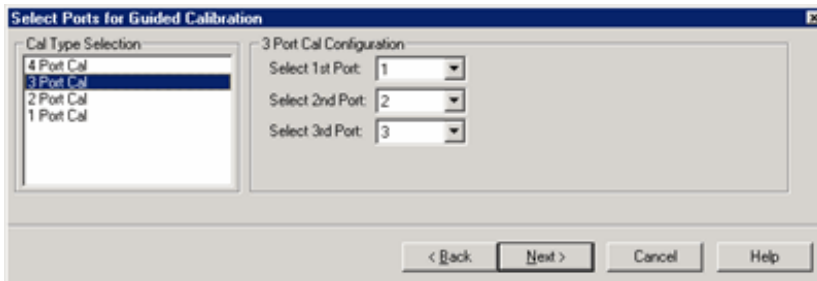 Select Ports for Guided Calibration
Cal Type Selection
4 Port Cal
3 Port Cal
2 Port Cal
1 Port Cal
3 Port Cal Configuration
Select 1st Port: 1
Select 2nd Port: 2
Select 3rd Port: 3
< Back
Next >
Cancel
Help